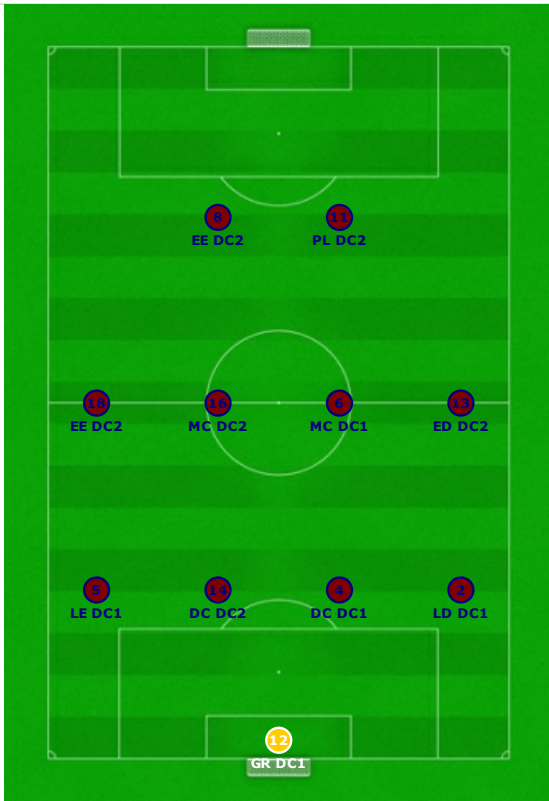 8 11
EE DC2 PL DC2
18 16 6 13
EE DC2 MC DC2 MC DC1 ED DC2
5 14 4 2
LE DC1 DC DC2 DC DC1 LD DC1
12
GR DC1